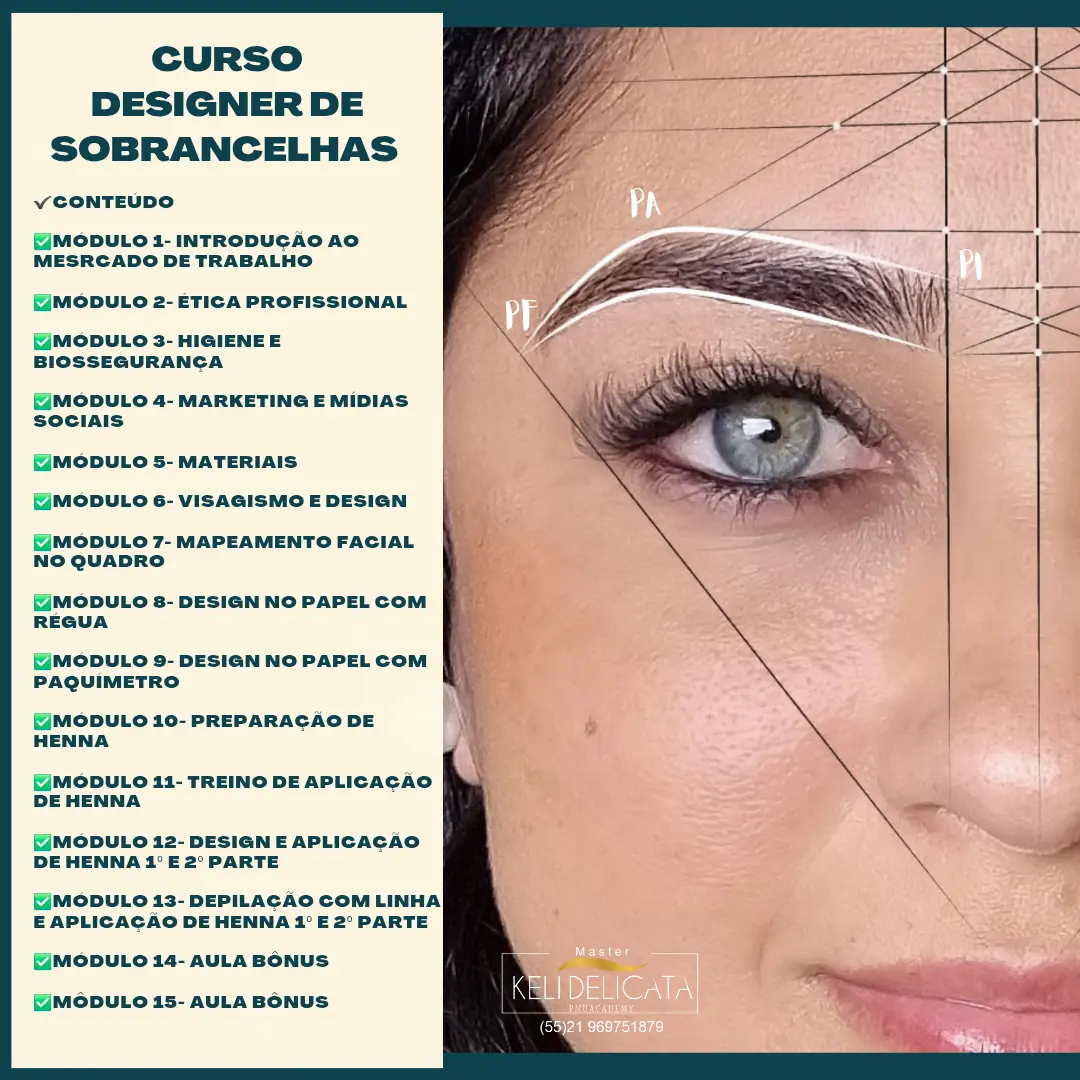 CURSO
DESIGNER DE
SOBRANCELHAS
✔CONTEÚDO
✅MÓDULO 1- INTRODUÇÃO AO
MESRCADO DE TRABALHO
✅MÓDULO 2- ÉTICA PROFISSIONAL
✅MÓDULO 3- HIGIENE E
BIOSSEGURANÇA
✅MÓDULO 4- MARKETING E MÍDIAS
SOCIAIS
✅MÓDULO 5- MATERIAIS
✅MÓDULO 6- VISAGISMO E DESIGN
✅MÓDULO 7- MAPEAMENTO FACIAL
NO QUADRO
✅MÓDULO 8- DESIGN NO PAPEL COM
RÉGUA
✅MÓDULO 9- DESIGN NO PAPEL COM
PAQUÍMETRO
✅MÓDULO 10- PREPARAÇÃO DE
HENNA
✅MÓDULO 11- TREINO DE APLICAÇÃO
DE HENNA
✅MÓDULO 12- DESIGN E APLICAÇÃO
DE HENNA 1º E 2º PARTE
✅MÓDULO 13- DEPILAÇÃO COM LINHA
E APLICAÇÃO DE HENNA 1º E 2º PARTE
✅MÓDULO 14- AULA BÔNUS
✅MÔDULO 15- AULA BÔNUS
PA
PI
PF
Master
KELI DELICATA
PMUACADEMY
(55)21 969751879